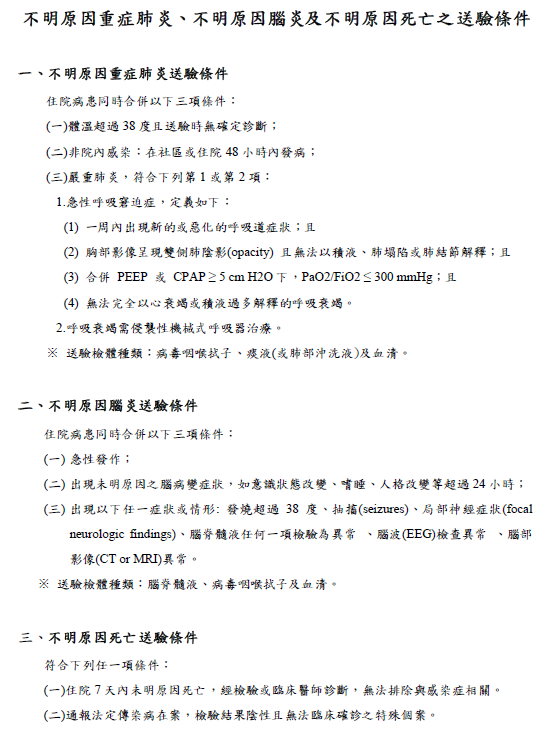 不明原因重症肺炎、不明原因腦炎及不明原因死亡之送驗條件
一、不明原因重症肺炎送驗條件
住院病患同時合併以下三項條件：
(一)體溫超過 38 度且送驗時無確定診斷；
(二)非院內感染：在社區或住院 48 小時內發病；
(三)嚴重肺炎，符合下列第 1 或第 2 項：
1.急性呼吸窘迫症，定義如下：
(1) 一周內出現新的或惡化的呼吸道症狀；且
(2) 胸部影像呈現雙側肺陰影(opacity) 且無法以積液、肺塌陷或肺結節解釋；且
(3) 合併 PEEP 或 CPAP ≥ 5 cm H2O 下，PaO2/FiO2 ≤ 300 mmHg；且
(4) 無法完全以心衰竭或積液過多解釋的呼吸衰竭。
2.呼吸衰竭需侵襲性機械式呼吸器治療。
※ 送驗檢體種類：病毒咽喉拭子、痰液(或肺部沖洗液)及血清。
二、不明原因腦炎送驗條件
住院病患同時合併以下三項條件：
(一) 急性發作；
(二) 出現未明原因之腦病變症狀，如意識狀態改變、嗜睡、人格改變等超過 24 小時；
(三) 出現以下任一症狀或情形: 發燒超過 38 度、抽搐(seizures)、局部神經症狀(focal
neurologic findings)、腦脊髓液任何一項檢驗為異常 、腦波(EEG)檢查異常 、腦部
影像(CT or MRI)異常。
※ 送驗檢體種類：腦脊髓液、病毒咽喉拭子及血清。
三、不明原因死亡送驗條件
符合下列任一項條件：
(一)住院 7 天內未明原因死亡，經檢驗或臨床醫師診斷，無法排除與感染症相關。
(二)通報法定傳染病在案，檢驗結果陰性且無法臨床確診之特殊個案。